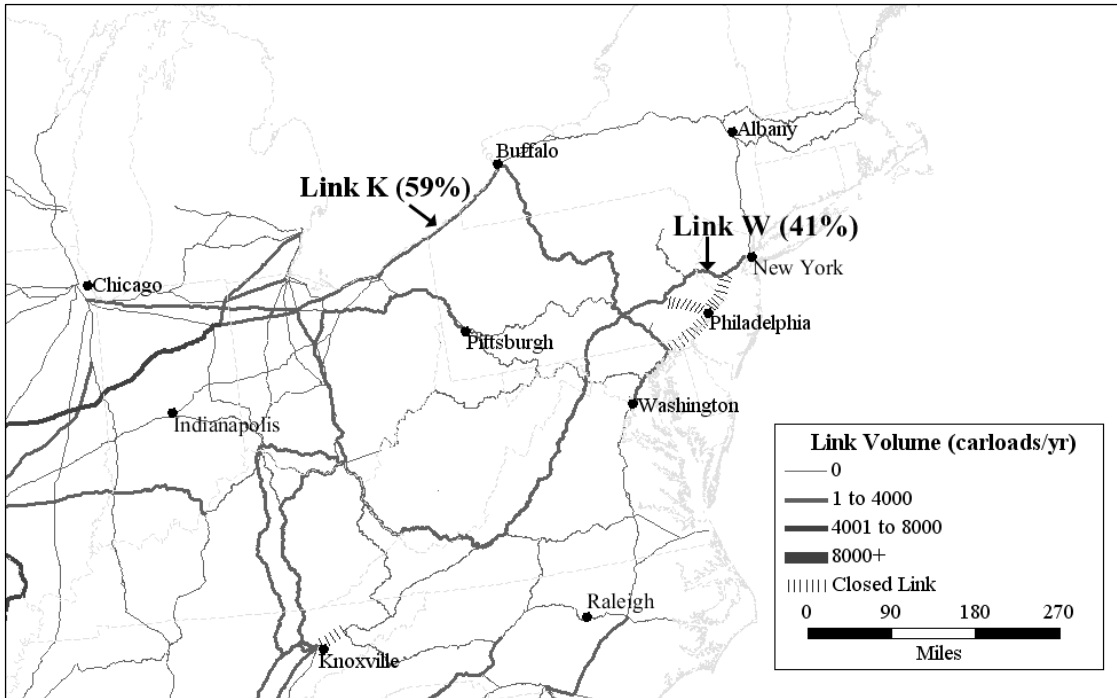 Albany
Buffalo
Link K (59%)
Link W (41%)
New York
Chicago
Philadelphia
Pittsburgh
Washington
Indianapolis
Raleigh
Knoxville
Link Volume (carloads/yr)
0
1 to 4000
4001 to 8000
8000+
Closed Link
0 90 180 270
Miles